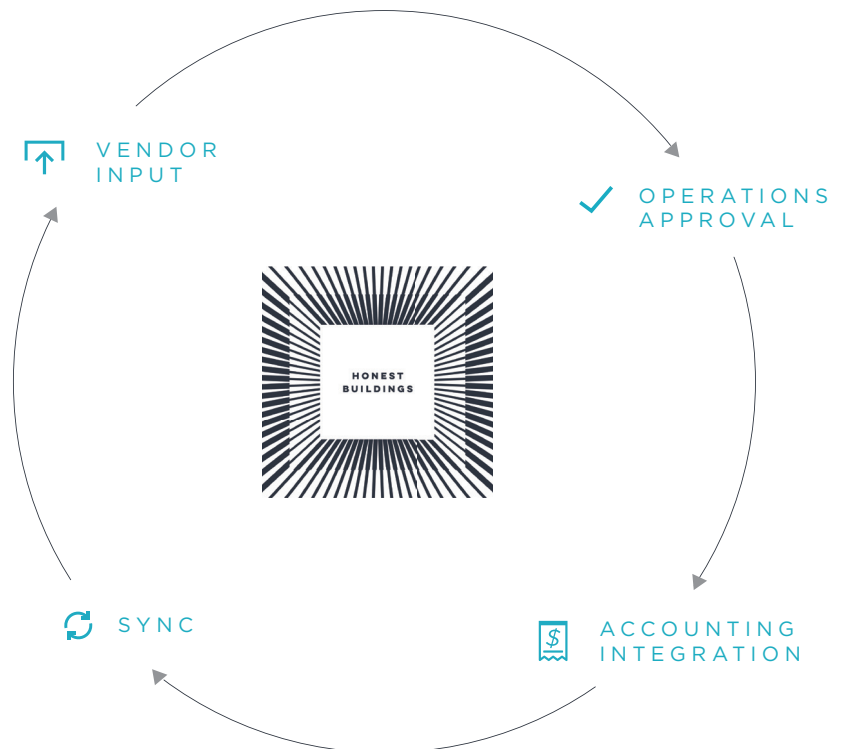 VENDOR
INPUT
OPERATIONS
APPROVAL
HONEST
BUILDINGS
SYNC
$
ACCOUNTING
INTEGRATION